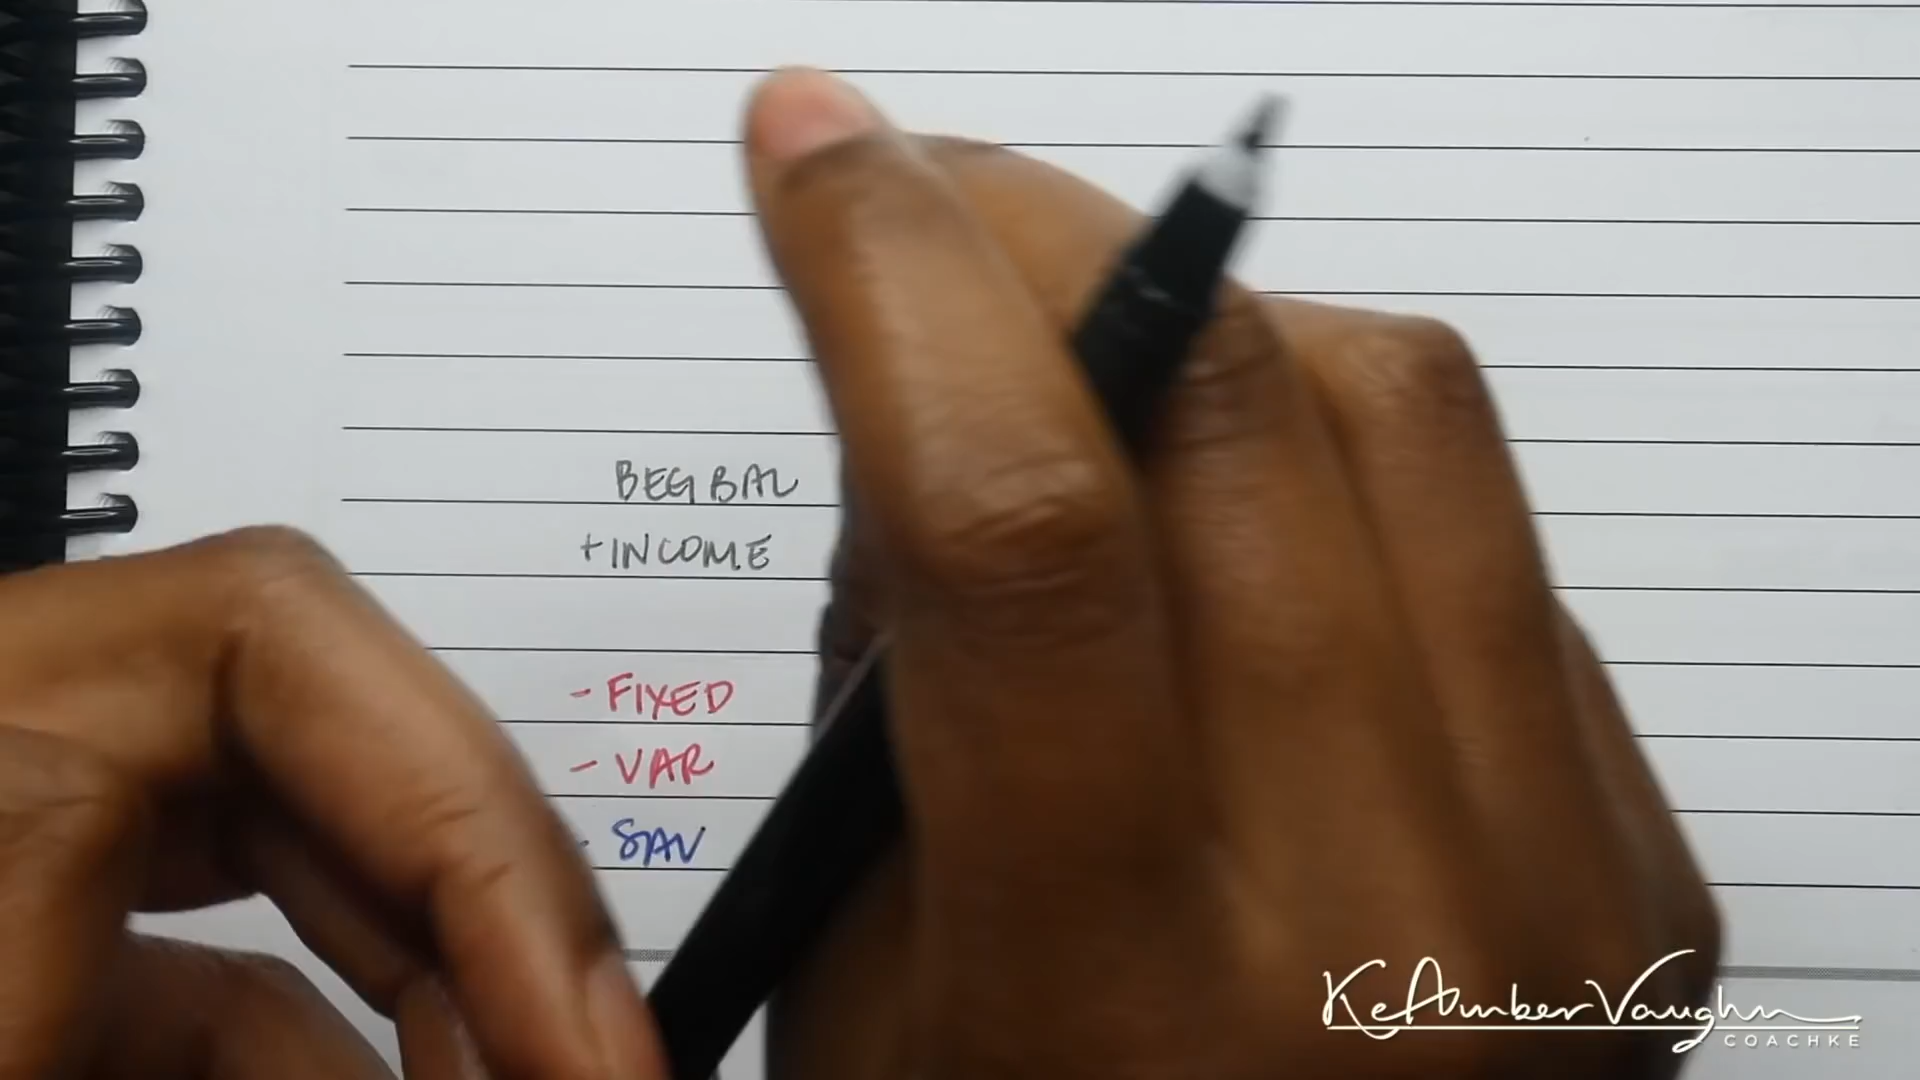 BEG BAL
+ INCOME
- FIXED
- VAR
- SAV
KeAmber Vaughn
COACHKE